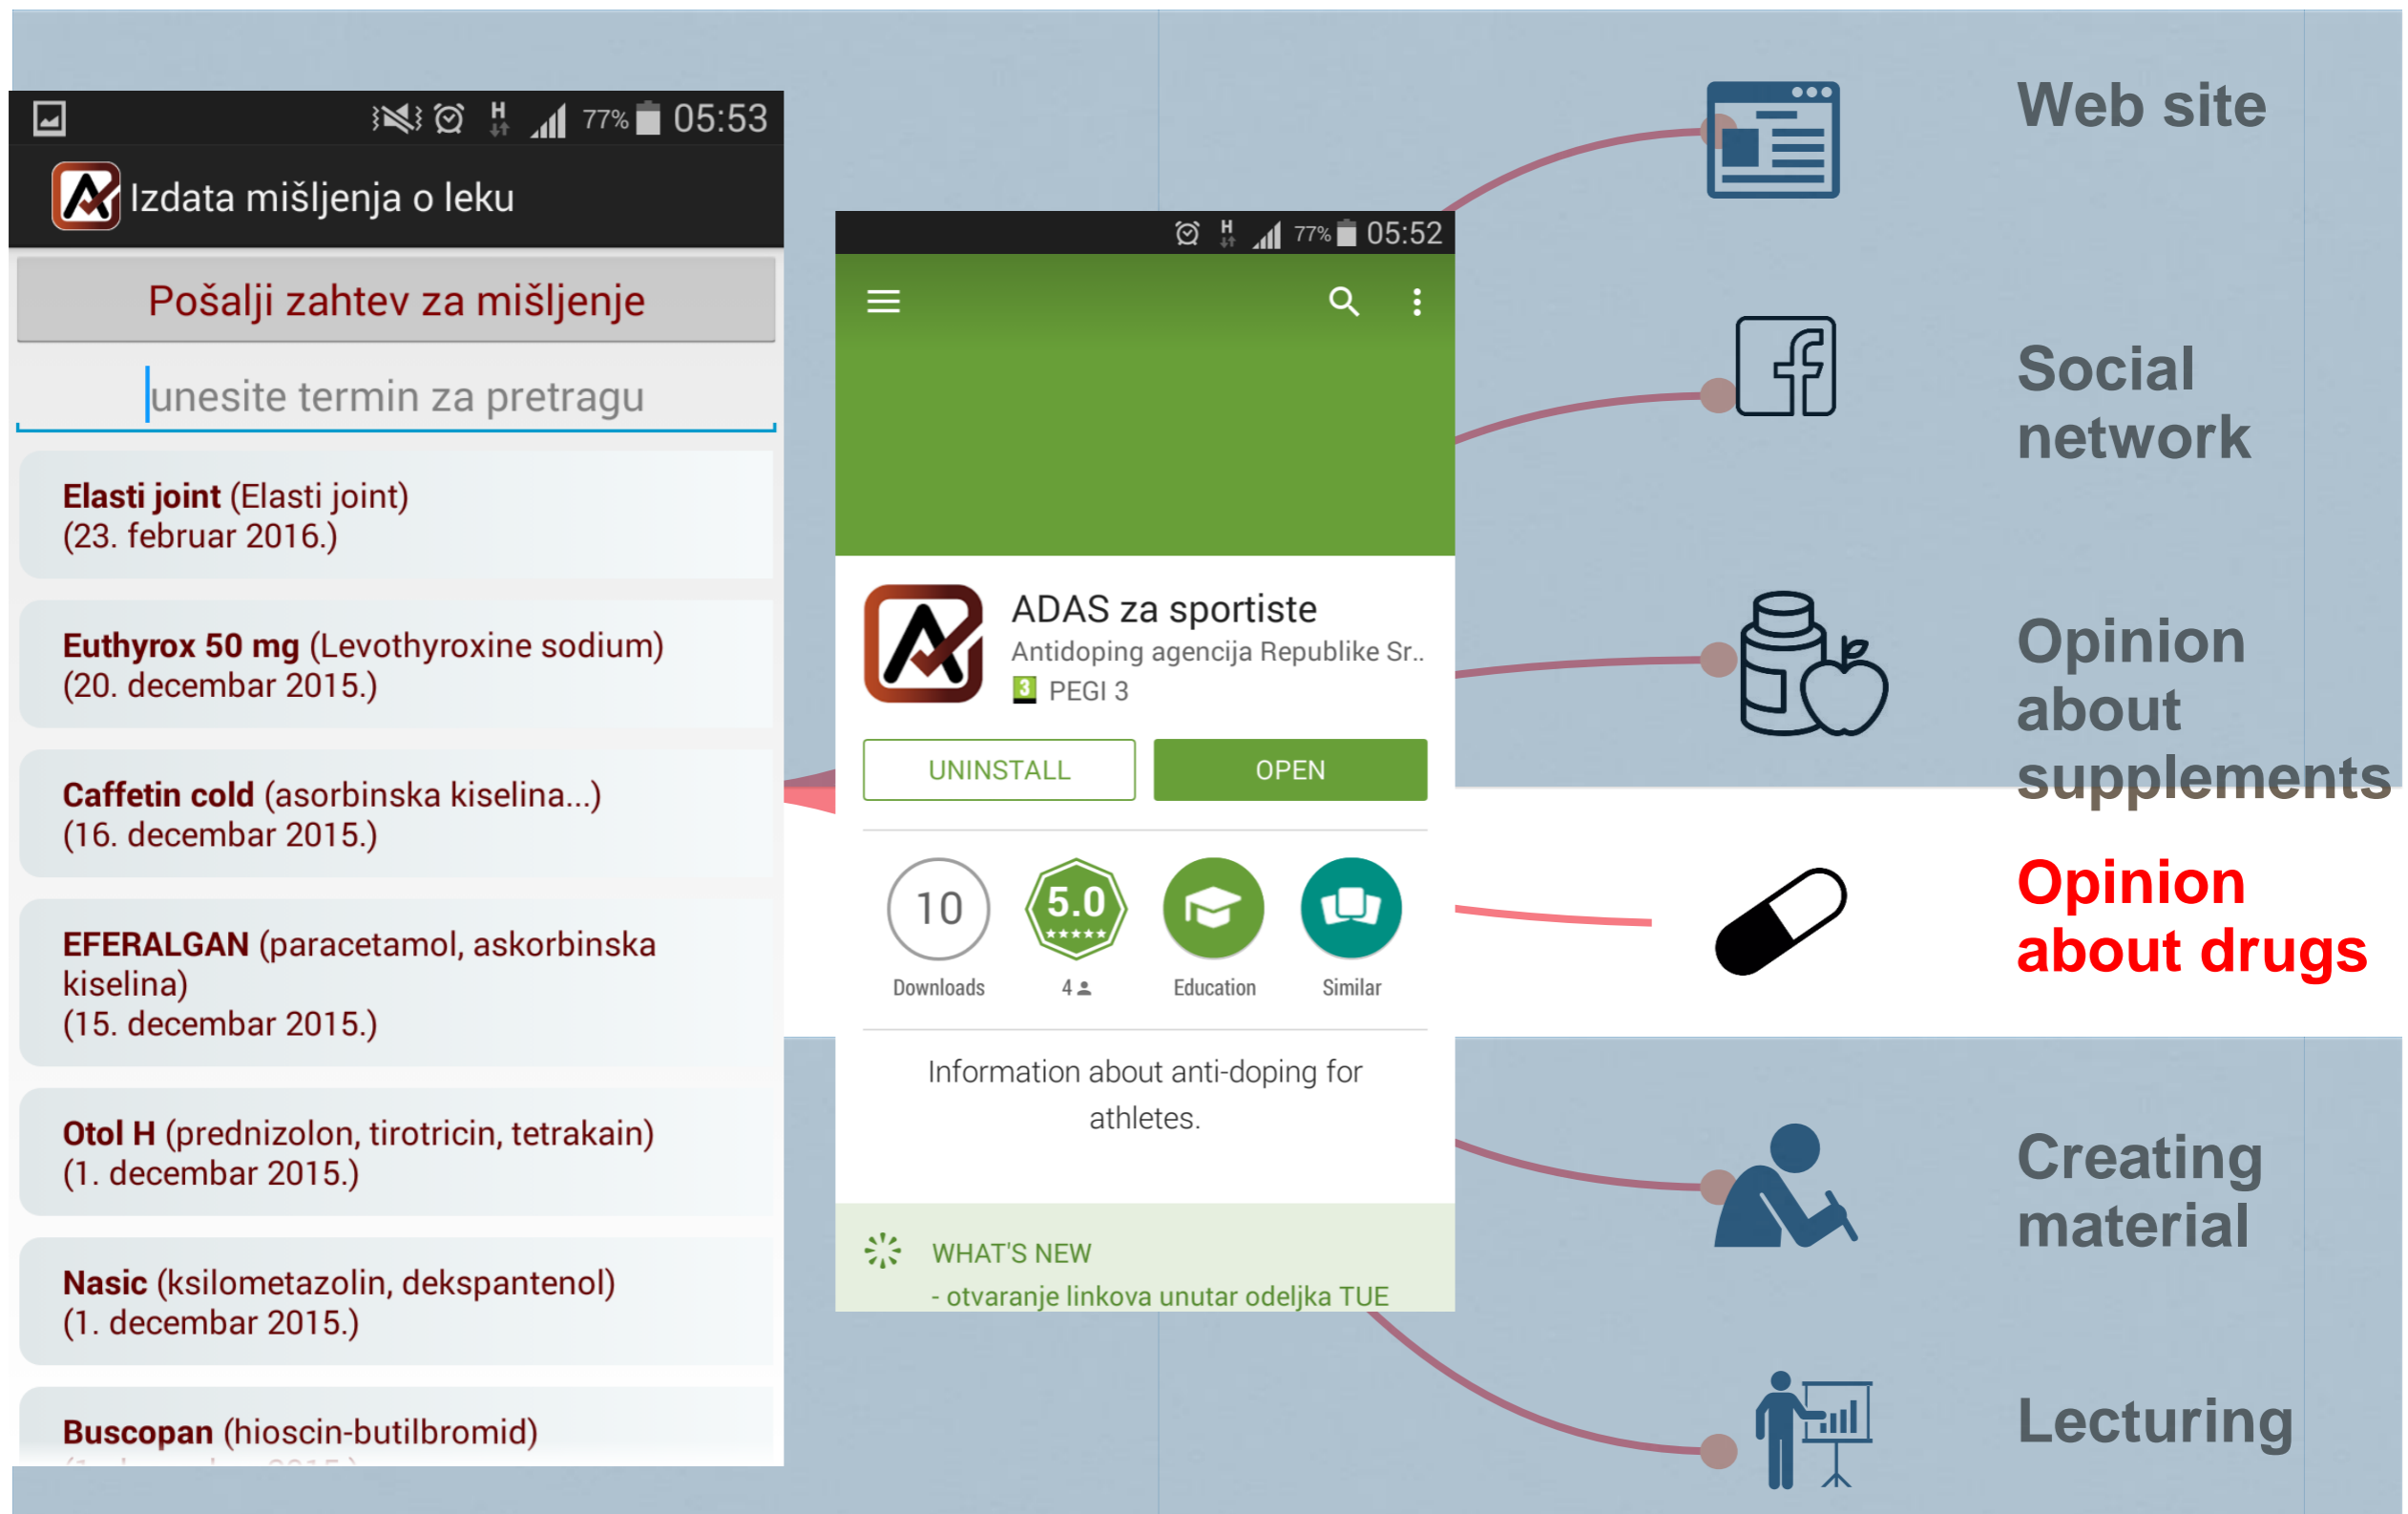 77% 05:53
Izdata mišljenja o leku
Pošalji zahtev za mišljenje
unesite termin za pretragu
Elasti joint (Elasti joint)
(23. februar 2016.)
Euthyrox 50 mg (Levothyroxine sodium)
(20. decembar 2015.)
Caffetin cold (asorbinska kiselina...)
(16. decembar 2015.)
EFERALGAN (paracetamol, askorbinska
kiselina)
(15. decembar 2015.)
Otol H (prednizolon, tirotricin, tetrakain)
(1. decembar 2015.)
Nasic (ksilometazolin, dekspantenol)
(1. decembar 2015.)
Buscopan (hioscin-butilbromid)
H 77% 05:52
ADAS za sportiste
Antidoping agencija Republike Sr..
3 PEGI 3
UNINSTALL OPEN
10 5.0
Downloads 4 Education Similar
Information about anti-doping for
athletes.
WHAT'S NEW
- otvaranje linkova unutar odeljka TUE
Web site
Social
network
Opinion
about
supplements
Opinion
about drugs
Creating
material
Lecturing